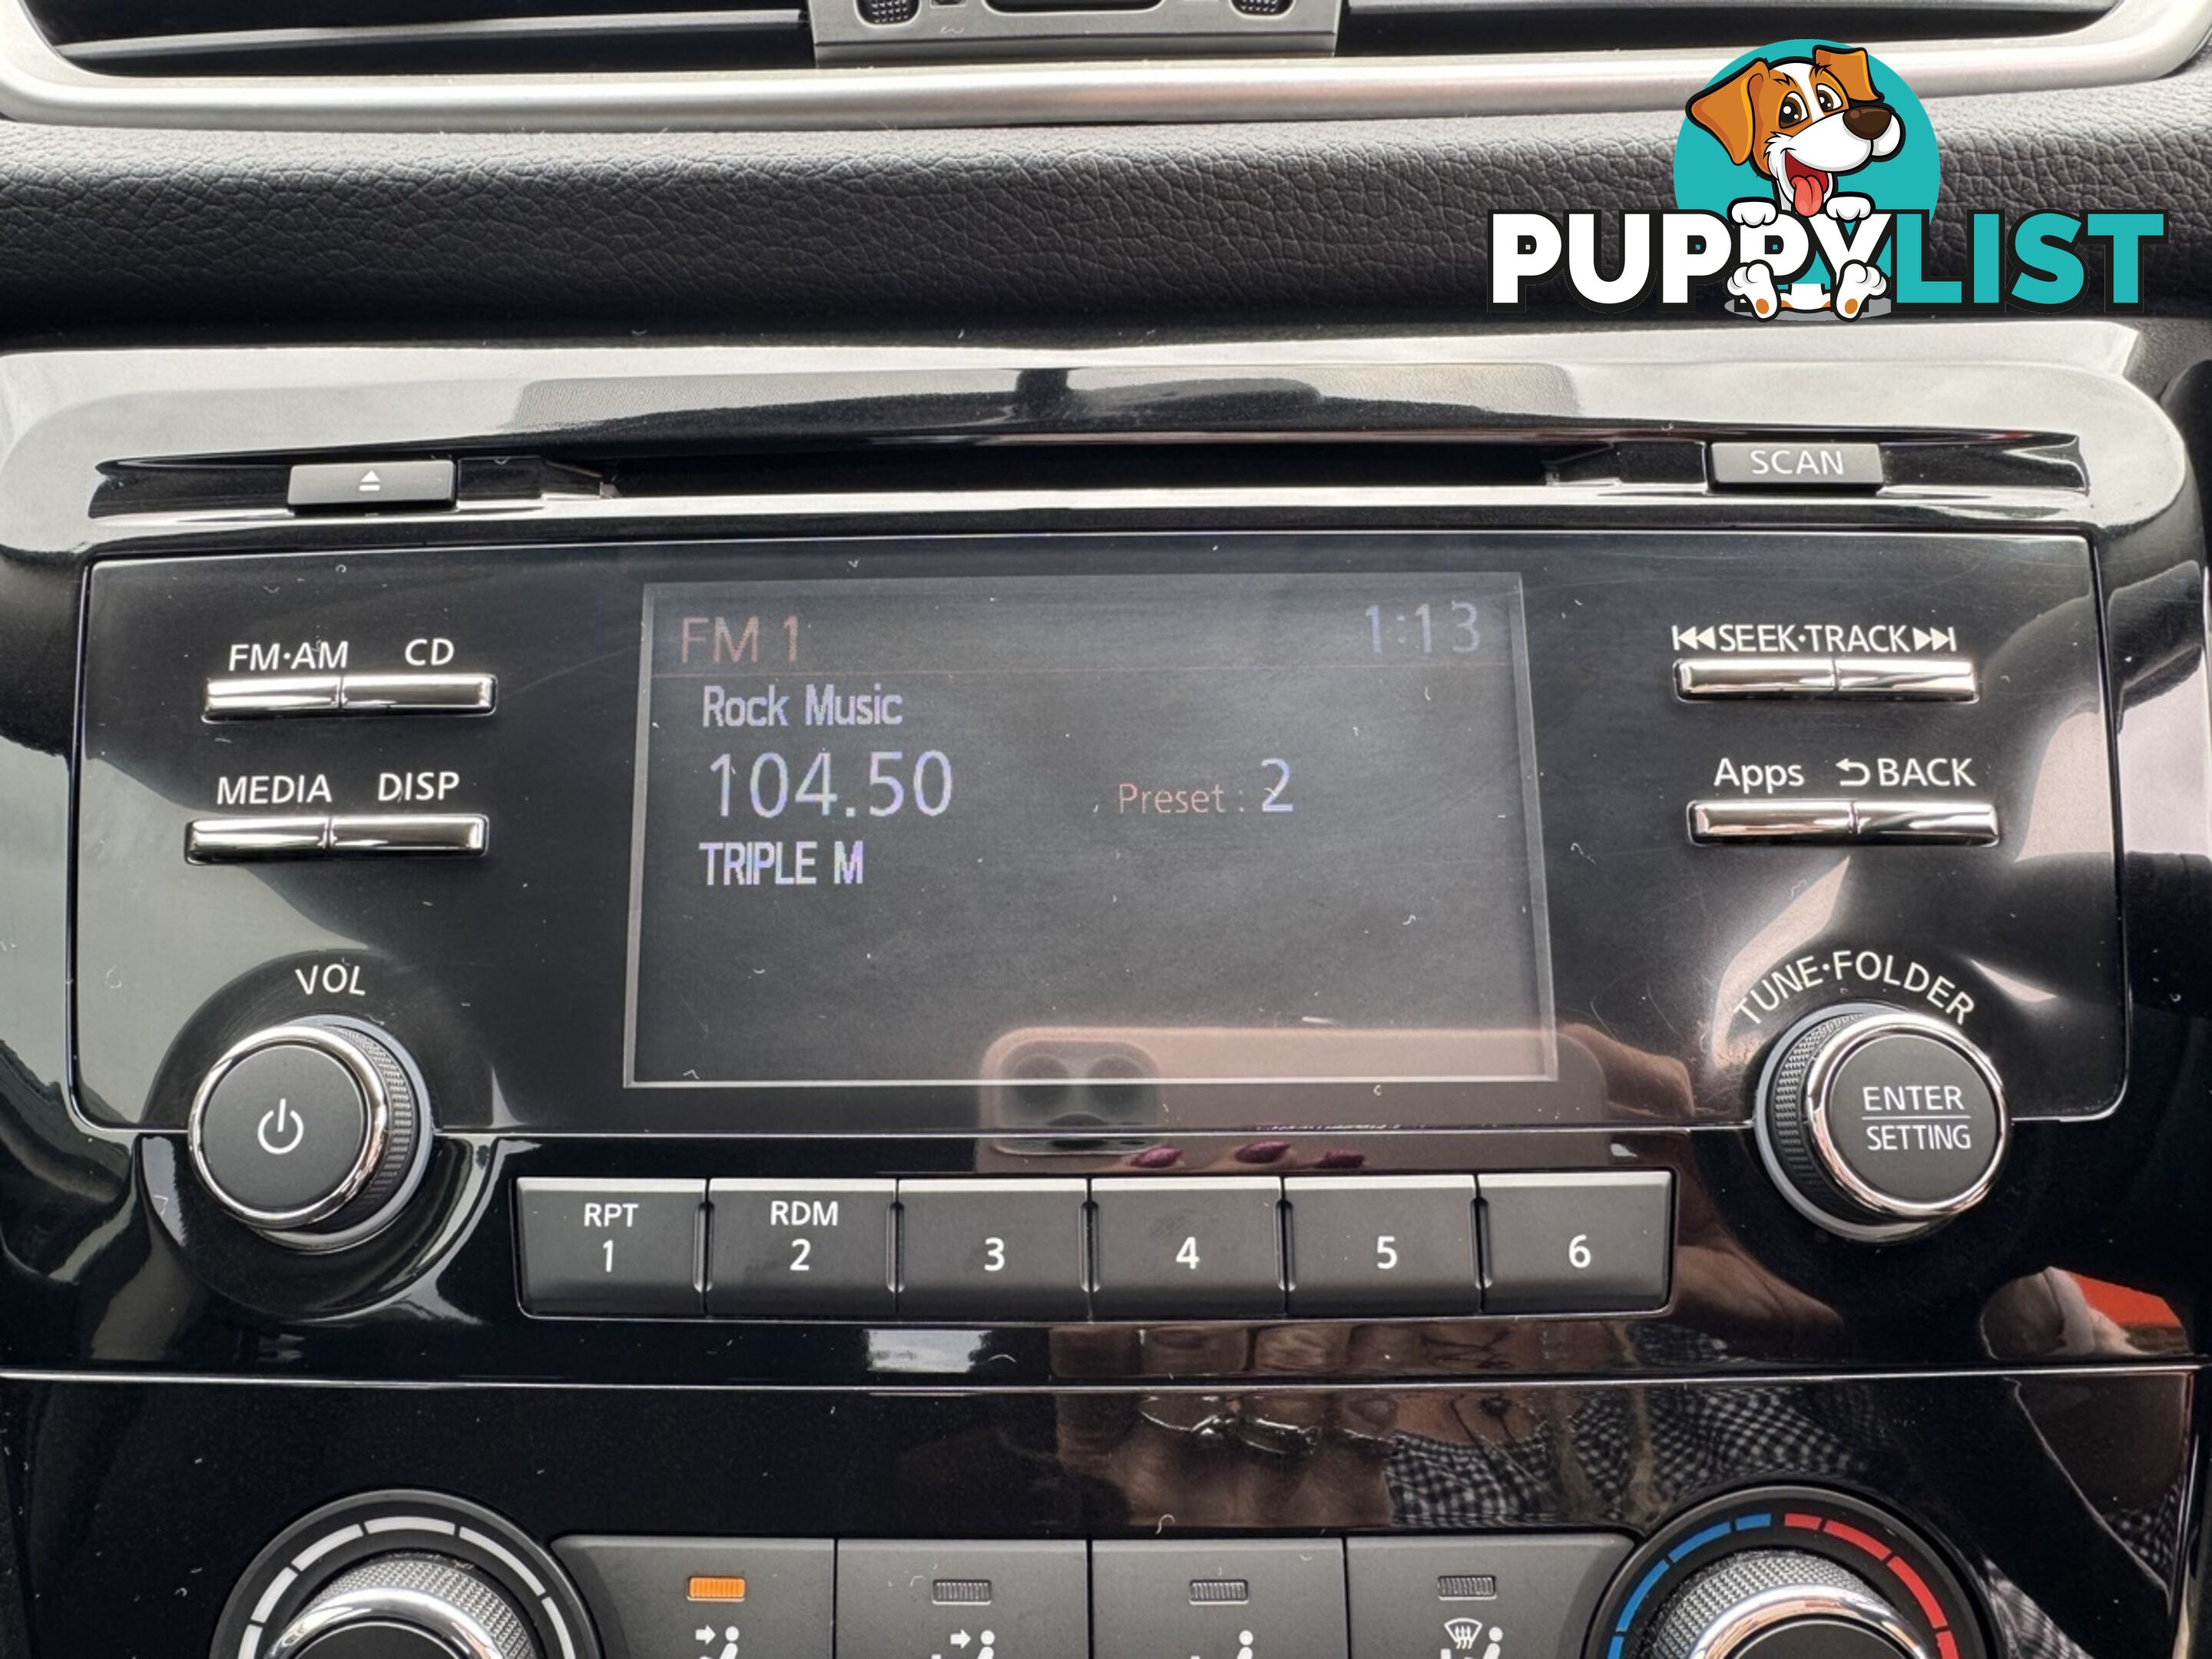 PUPPYLIST
SCAN
FM·AM CD
FM 1 1:13
SEEK·TRACK
Rock Music
MEDIA DISP
104.50 Preset : 2
Apps BACK
TRIPLE M
VOL
TUNE·FOLDER
ENTER
SETTING
RPT RDM
1 2 3 4 5 6